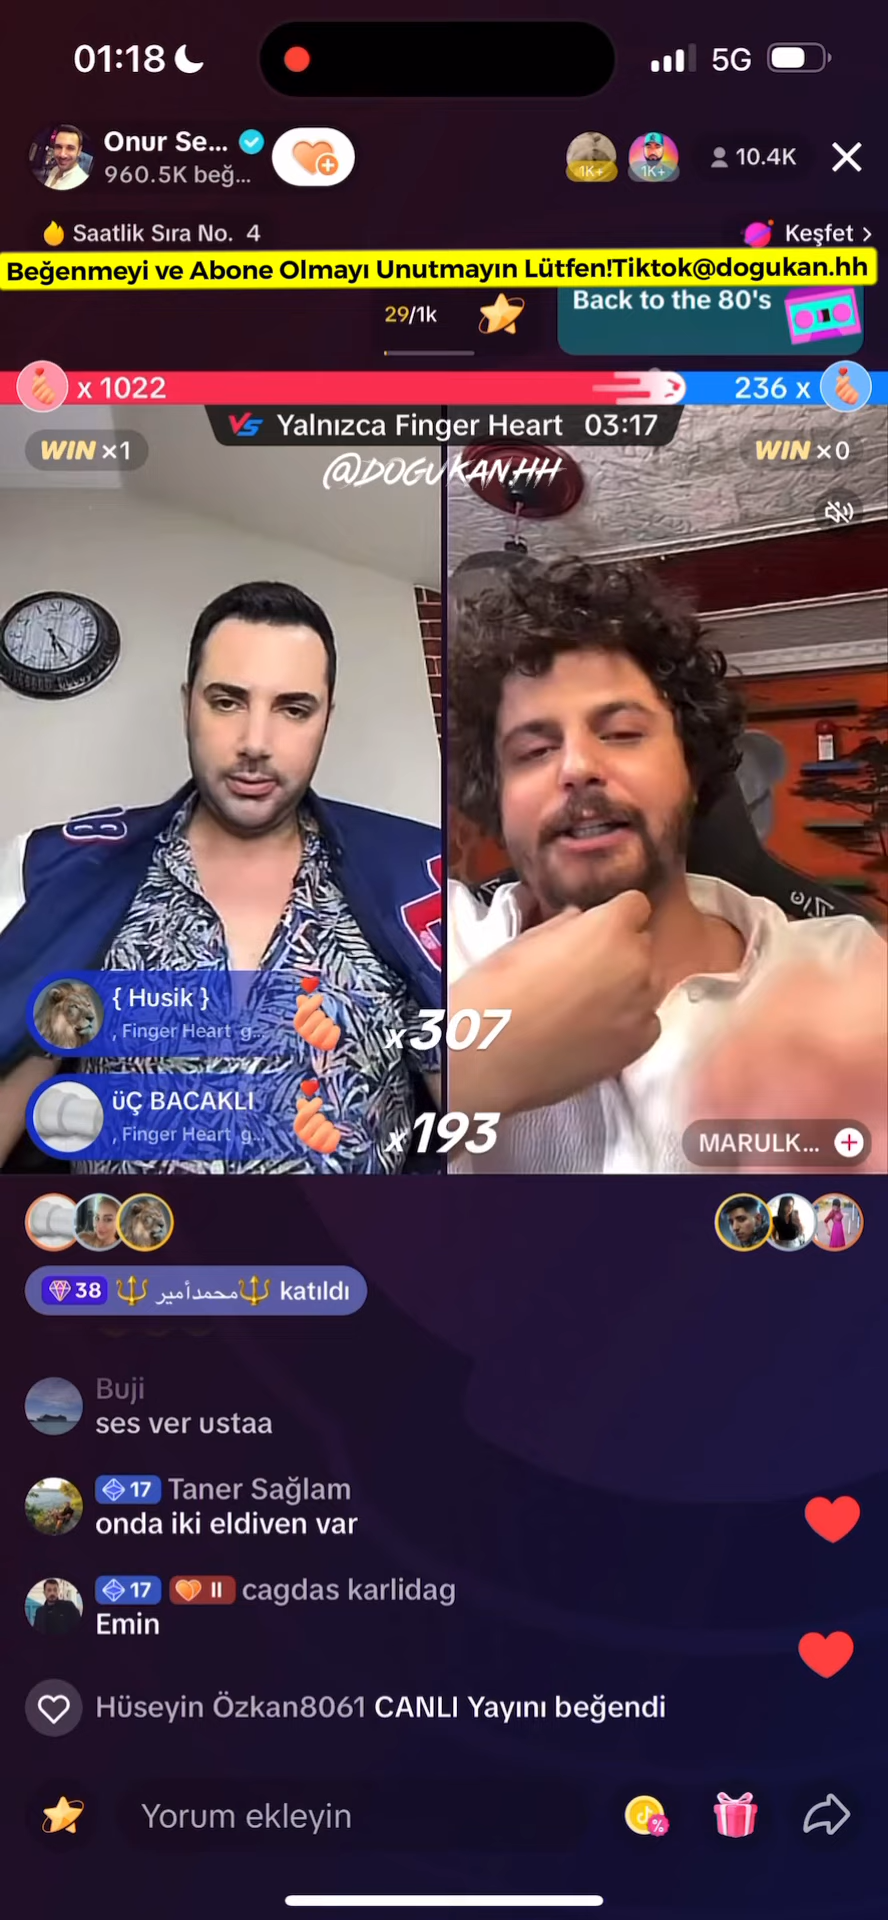 01:18
5G
Onur Se...
960.5K beğ...
1K+
1K+
10.4K
Saatlik Sıra No. 4
Keşfet >
Beğenmeyi ve Abone Olmayı Unutmayın Lütfen!Tiktok@dogukan.hh
29/1k
Back to the 80's
x 1022
236 x
VS Yalnızca Finger Heart 03:17
WIN x1
WIN x0
@DOGUKAN.HH
{ Husik }
, Finger Heart g...
x307
üÇ BACAKLI
, Finger Heart g...
x193
MARULK...
38 🔱محمدأمير🔱 katıldı
Buji
ses ver ustaa
17 Taner Sağlam
onda iki eldiven var
17 II cagdas karlidag
Emin
Hüseyin Özkan8061 CANLI Yayını beğendi
Yorum ekleyin